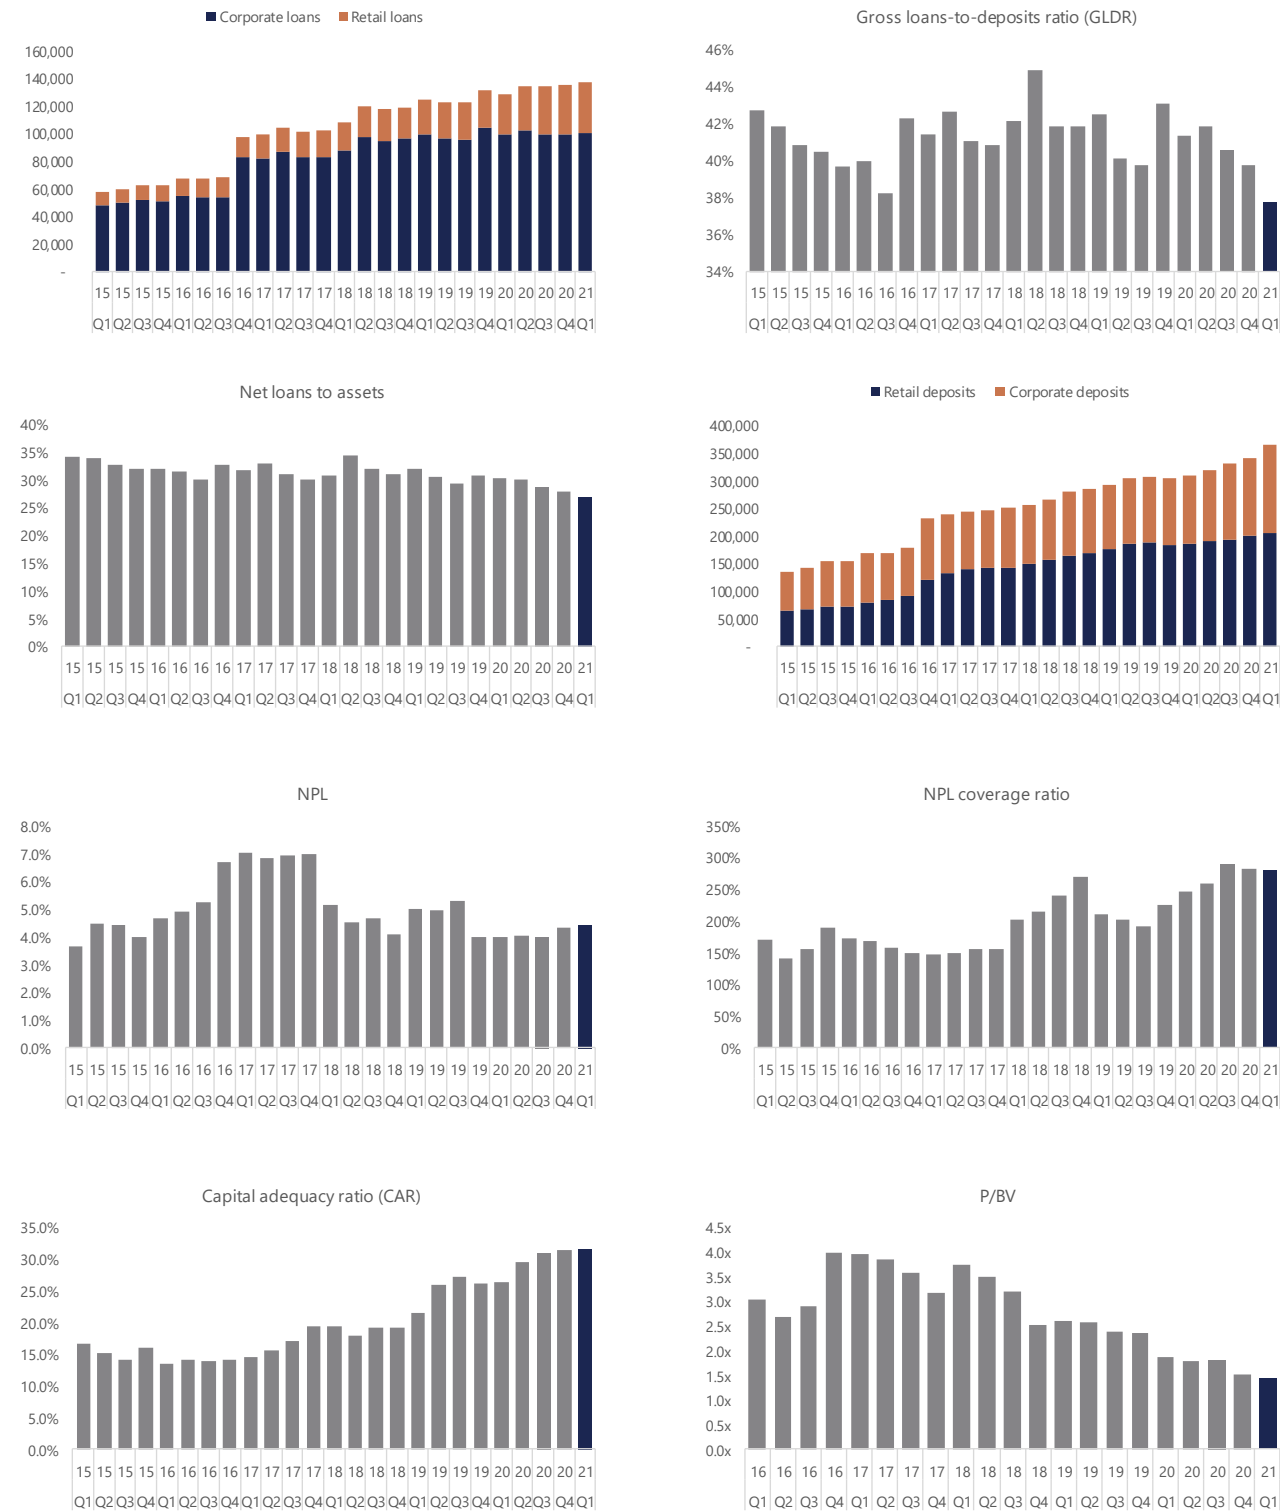 Corporate loans Retail loans
160,000
140,000
120,000
100,000
80,000
60,000
40,000
20,000
-
15 15 15 15 16 16 16 16 17 17 17 17 18 18 18 18 19 19 19 19 20 20 20 20 21
Q1 Q2 Q3 Q4 Q1 Q2 Q3 Q4 Q1 Q2 Q3 Q4 Q1 Q2 Q3 Q4 Q1 Q2 Q3 Q4 Q1 Q2 Q3 Q4 Q1
Gross loans-to-deposits ratio (GLDR)
46%
44%
42%
40%
38%
36%
34%
15 15 15 15 16 16 16 16 17 17 17 17 18 18 18 18 19 19 19 19 20 20 20 20 21
Q1 Q2 Q3 Q4 Q1 Q2 Q3 Q4 Q1 Q2 Q3 Q4 Q1 Q2 Q3 Q4 Q1 Q2 Q3 Q4 Q1 Q2 Q3 Q4 Q1
Net loans to assets
40%
35%
30%
25%
20%
15%
10%
5%
0%
15 15 15 15 16 16 16 16 17 17 17 17 18 18 18 18 19 19 19 19 20 20 20 20 21
Q1 Q2 Q3 Q4 Q1 Q2 Q3 Q4 Q1 Q2 Q3 Q4 Q1 Q2 Q3 Q4 Q1 Q2 Q3 Q4 Q1 Q2 Q3 Q4 Q1
Retail deposits Corporate deposits
400,000
350,000
300,000
250,000
200,000
150,000
100,000
50,000
-
15 15 15 15 16 16 16 16 17 17 17 17 18 18 18 18 19 19 19 19 20 20 20 20 21
Q1 Q2 Q3 Q4 Q1 Q2 Q3 Q4 Q1 Q2 Q3 Q4 Q1 Q2 Q3 Q4 Q1 Q2 Q3 Q4 Q1 Q2 Q3 Q4 Q1
NPL
8.0%
7.0%
6.0%
5.0%
4.0%
3.0%
2.0%
1.0%
0.0%
15 15 15 15 16 16 16 16 17 17 17 17 18 18 18 18 19 19 19 19 20 20 20 20 21
Q1 Q2 Q3 Q4 Q1 Q2 Q3 Q4 Q1 Q2 Q3 Q4 Q1 Q2 Q3 Q4 Q1 Q2 Q3 Q4 Q1 Q2 Q3 Q4 Q1
NPL coverage ratio
350%
300%
250%
200%
150%
100%
50%
0%
15 15 15 15 16 16 16 16 17 17 17 17 18 18 18 18 19 19 19 19 20 20 20 20 21
Q1 Q2 Q3 Q4 Q1 Q2 Q3 Q4 Q1 Q2 Q3 Q4 Q1 Q2 Q3 Q4 Q1 Q2 Q3 Q4 Q1 Q2 Q3 Q4 Q1
Capital adequacy ratio (CAR)
35.0%
30.0%
25.0%
20.0%
15.0%
10.0%
5.0%
0.0%
15 15 15 15 16 16 16 16 17 17 17 17 18 18 18 18 19 19 19 19 20 20 20 20 21
Q1 Q2 Q3 Q4 Q1 Q2 Q3 Q4 Q1 Q2 Q3 Q4 Q1 Q2 Q3 Q4 Q1 Q2 Q3 Q4 Q1 Q2 Q3 Q4 Q1
P/BV
4.5x
4.0x
3.5x
3.0x
2.5x
2.0x
1.5x
1.0x
0.5x
0.0x
16 16 16 16 17 17 17 17 18 18 18 18 19 19 19 19 20 20 20 20 21
Q1 Q2 Q3 Q4 Q1 Q2 Q3 Q4 Q1 Q2 Q3 Q4 Q1 Q2 Q3 Q4 Q1 Q2 Q3 Q4 Q1